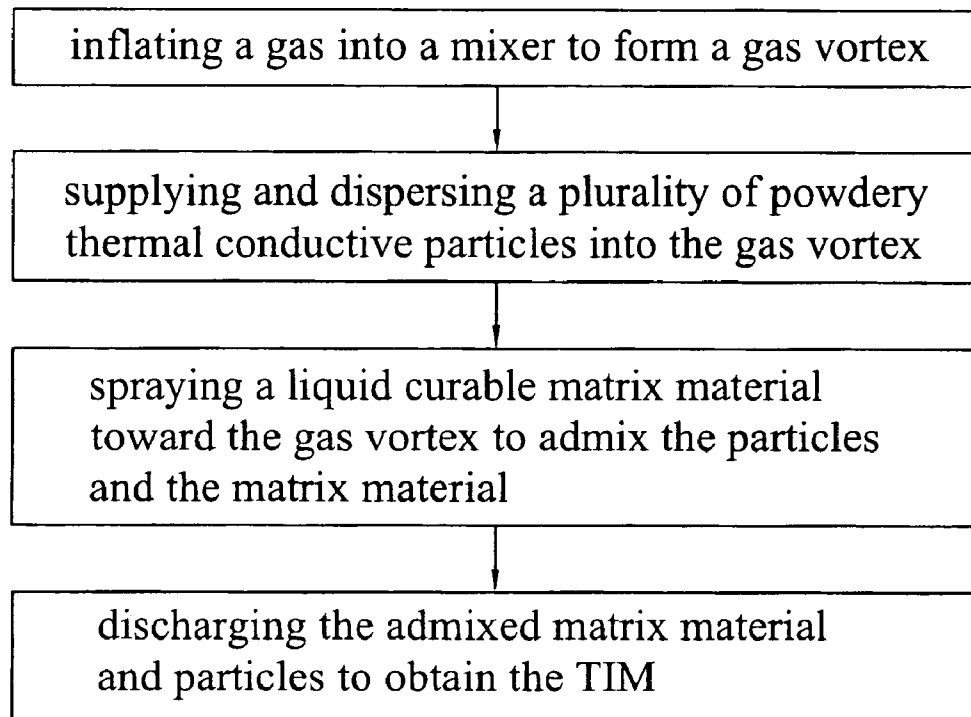 inflating a gas into a mixer to form a gas vortex
supplying and dispersing a plurality of powdery
thermal conductive particles into the gas vortex
spraying a liquid curable matrix material
toward the gas vortex to admix the particles
and the matrix material
discharging the admixed matrix material
and particles to obtain the TIM